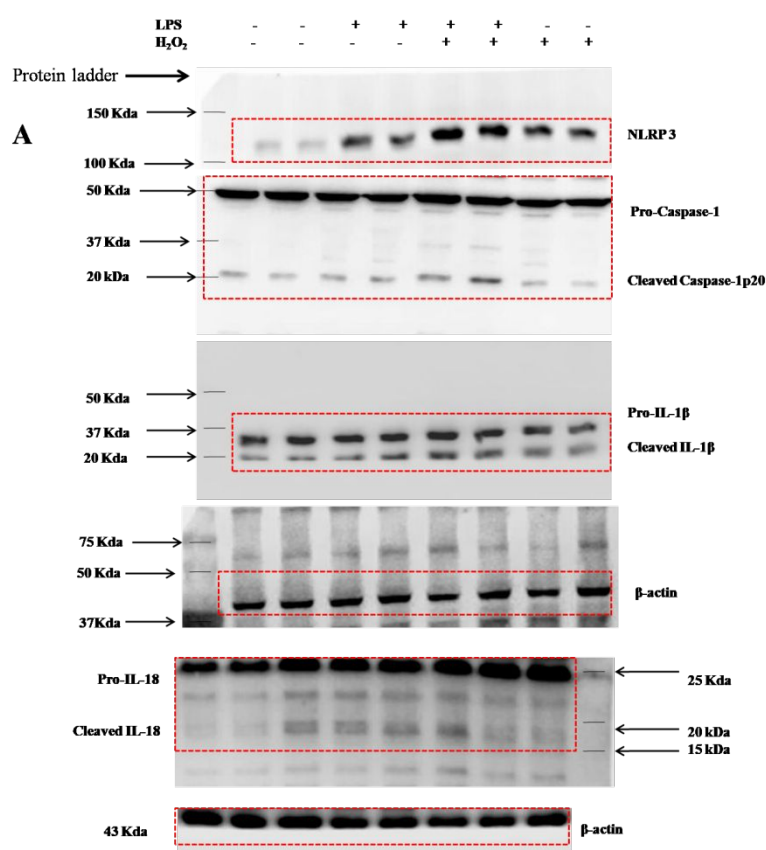 LPS - - + + + + - -
H₂O₂ - - - - + + + +
Protein ladder
A
150 Kda
NLRP 3
100 Kda
50 Kda
Pro-Caspase-1
37 Kda
20 kDa
Cleaved Caspase-1p20
50 Kda
Pro-IL-1β
37 Kda
Cleaved IL-1β
20 Kda
75 Kda
50 Kda
β-actin
37Kda
Pro-IL-18
25 Kda
Cleaved IL-18
20 kDa
15 kDa
43 Kda
β-actin